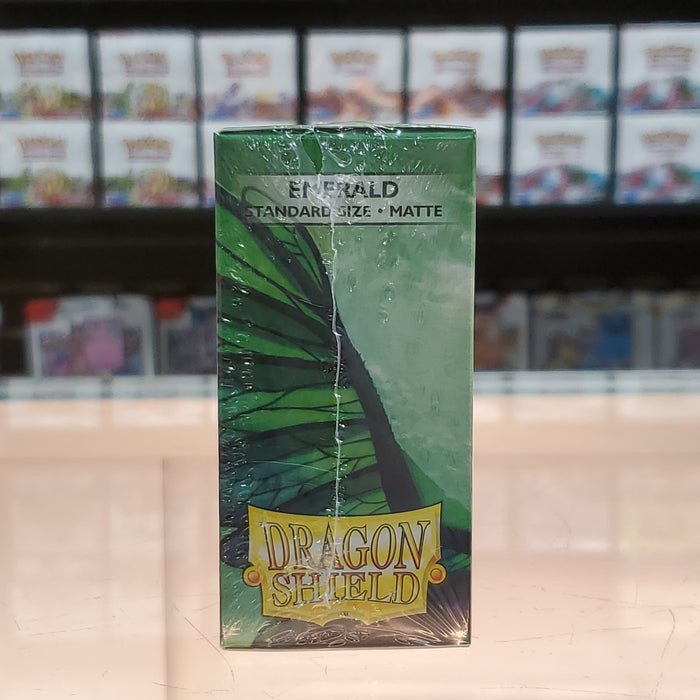 EMERALD
STANDARD SIZE • MATTE
DRAGON
SHIELD